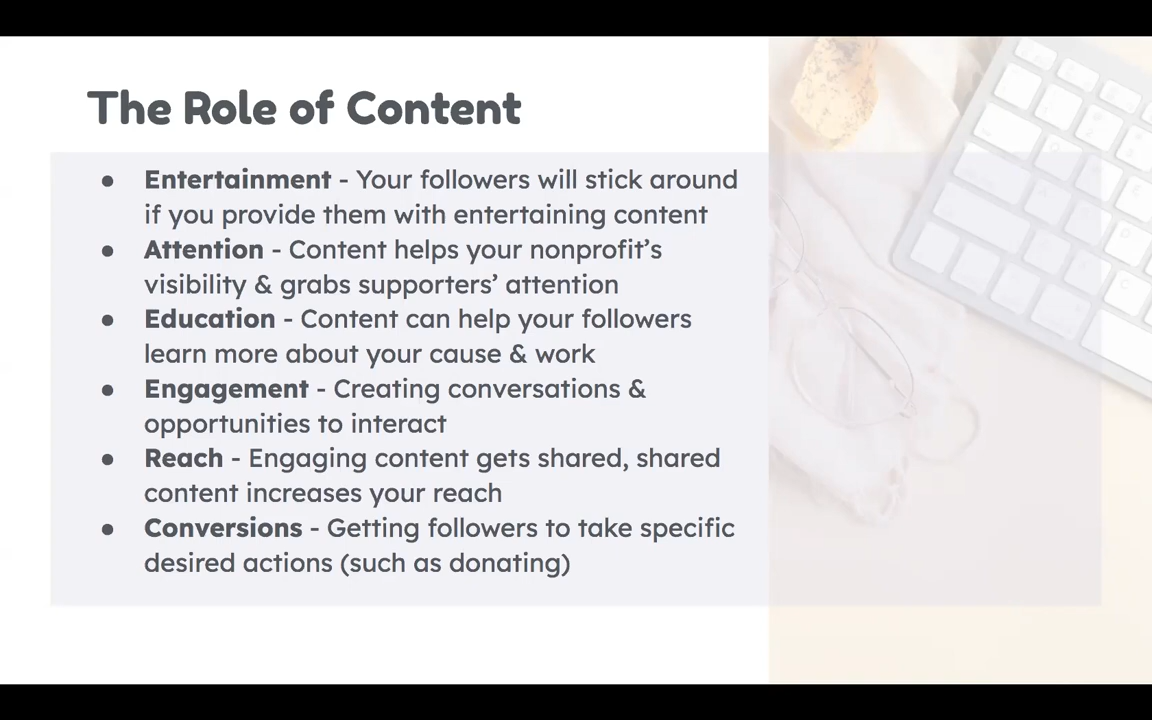 The Role of Content
● Entertainment - Your followers will stick around
if you provide them with entertaining content
● Attention - Content helps your nonprofit’s
visibility & grabs supporters’ attention
● Education - Content can help your followers
learn more about your cause & work
● Engagement - Creating conversations &
opportunities to interact
● Reach - Engaging content gets shared, shared
content increases your reach
● Conversions - Getting followers to take specific
desired actions (such as donating)